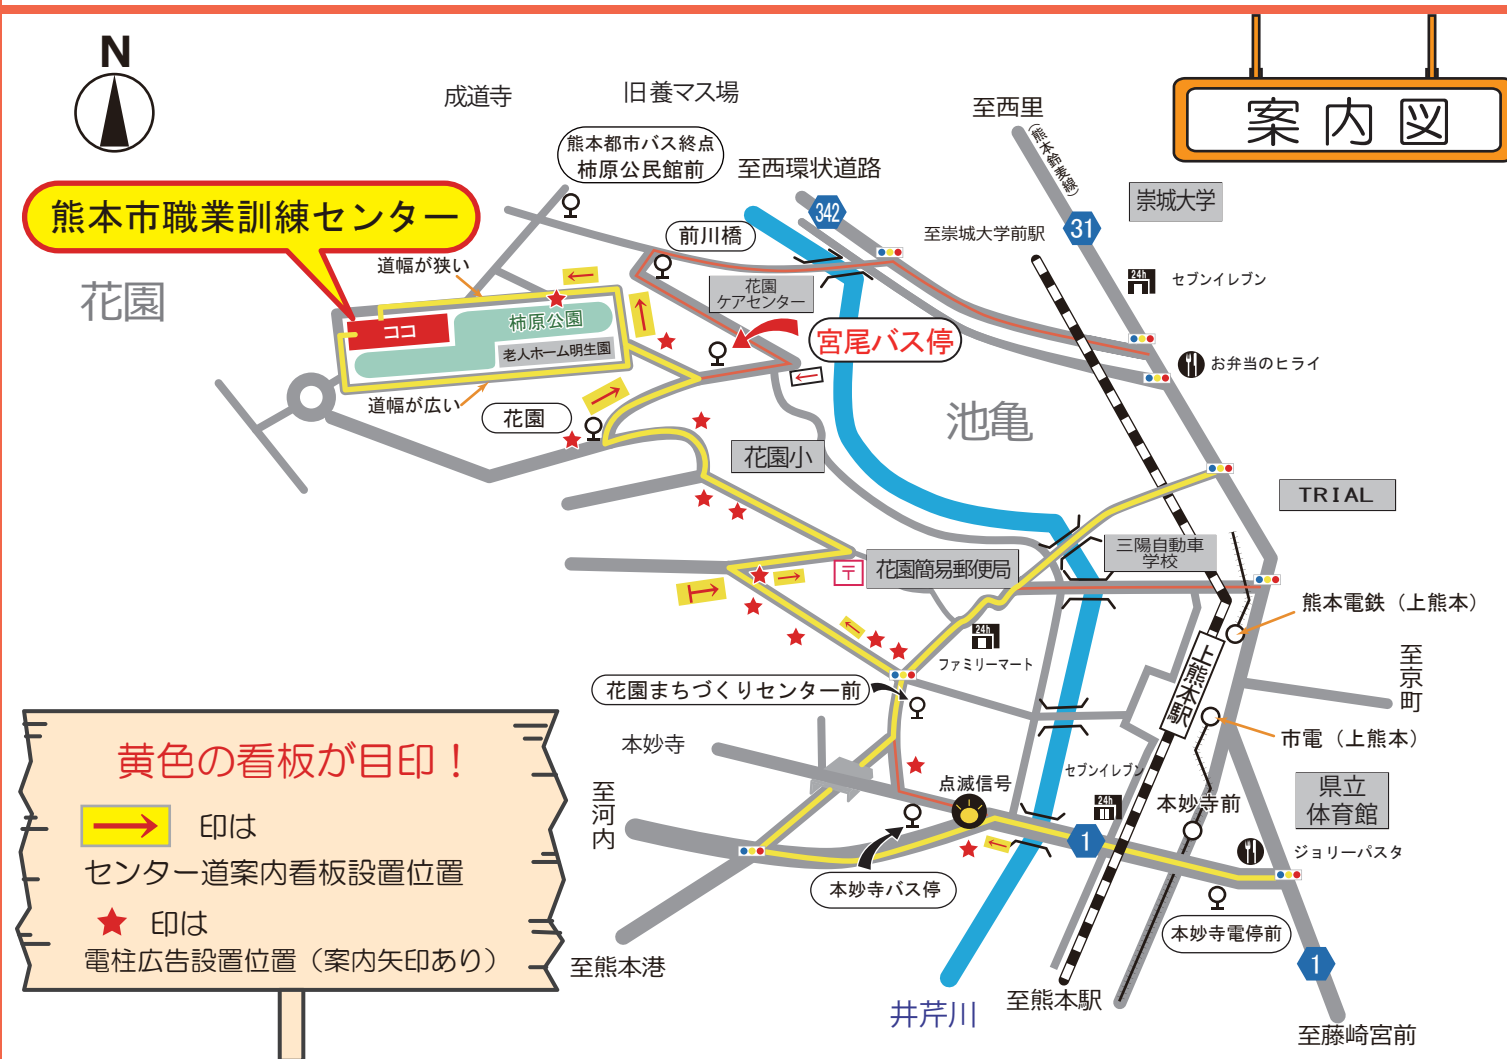 案内図
N
成道寺
旧養マス場
熊本都市バス終点
柿原公民館前
至西環状道路
至西里
(熊本鈴麦線)
崇城大学
342
31
熊本市職業訓練センター
前川橋
至崇城大学前駅
道幅が狭い
花園
花園
ケアセンター
24h
セブンイレブン
柿原公園
ココ
宮尾バス停
老人ホーム明生園
お弁当のヒライ
道幅が広い
花園
池亀
花園小
TRIAL
三陽自動車
学校
〒
花園簡易郵便局
熊本電鉄（上熊本）
24h
ファミリーマート
至京町
上熊本駅
花園まちづくりセンター前
市電（上熊本）
本妙寺
セブンイレブン
24h
点滅信号
本妙寺前
県立
体育館
至河内
1
ジョリーパスタ
本妙寺バス停
本妙寺電停前
1
至熊本港
至熊本駅
井芹川
至藤崎宮前
黄色の看板が目印！
印は
センター道案内看板設置位置
★ 印は
電柱広告設置位置（案内矢印あり）